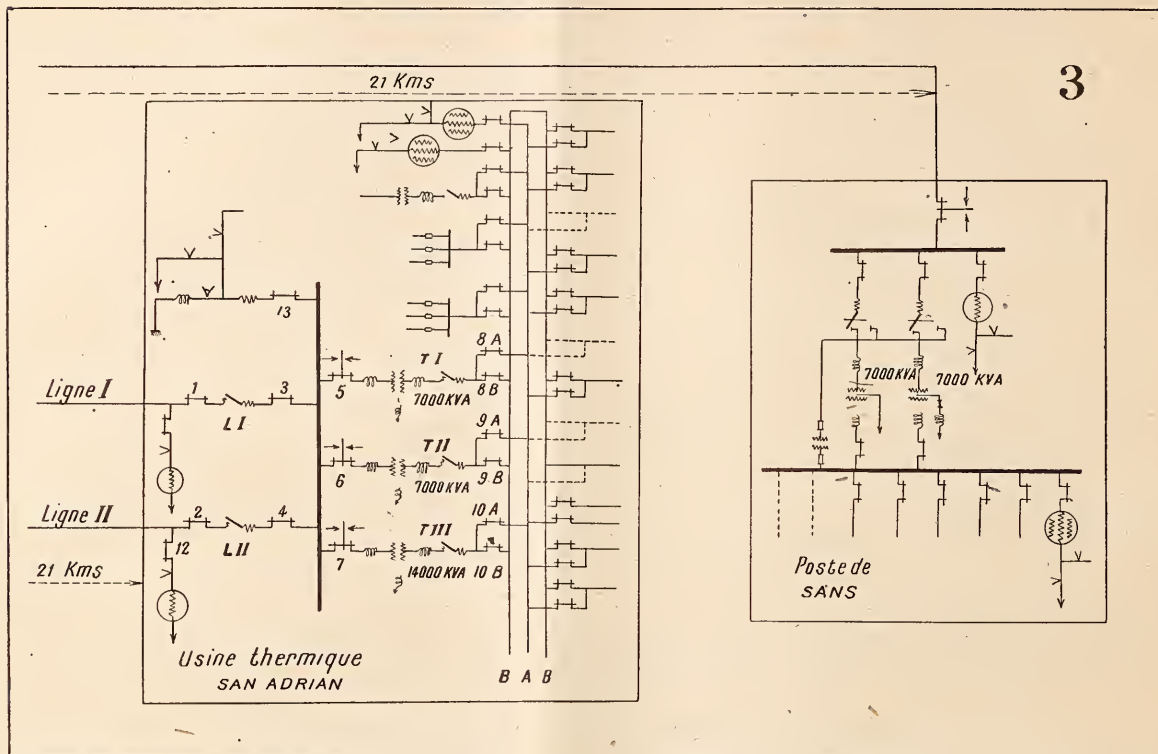 21 Kms
3
13
8 A
T I
7000 KVA
8 B
5
Ligne I
1
3
L I
9 A
T II
7000 KVA
9 B
6
Ligne II
2
4
L II
12
10 A
T III
14000 KVA
10 B
7
21 Kms
Usine thermique
SAN ADRIAN
B A B
7000 KVA
7000 KVA
Poste de
SANS